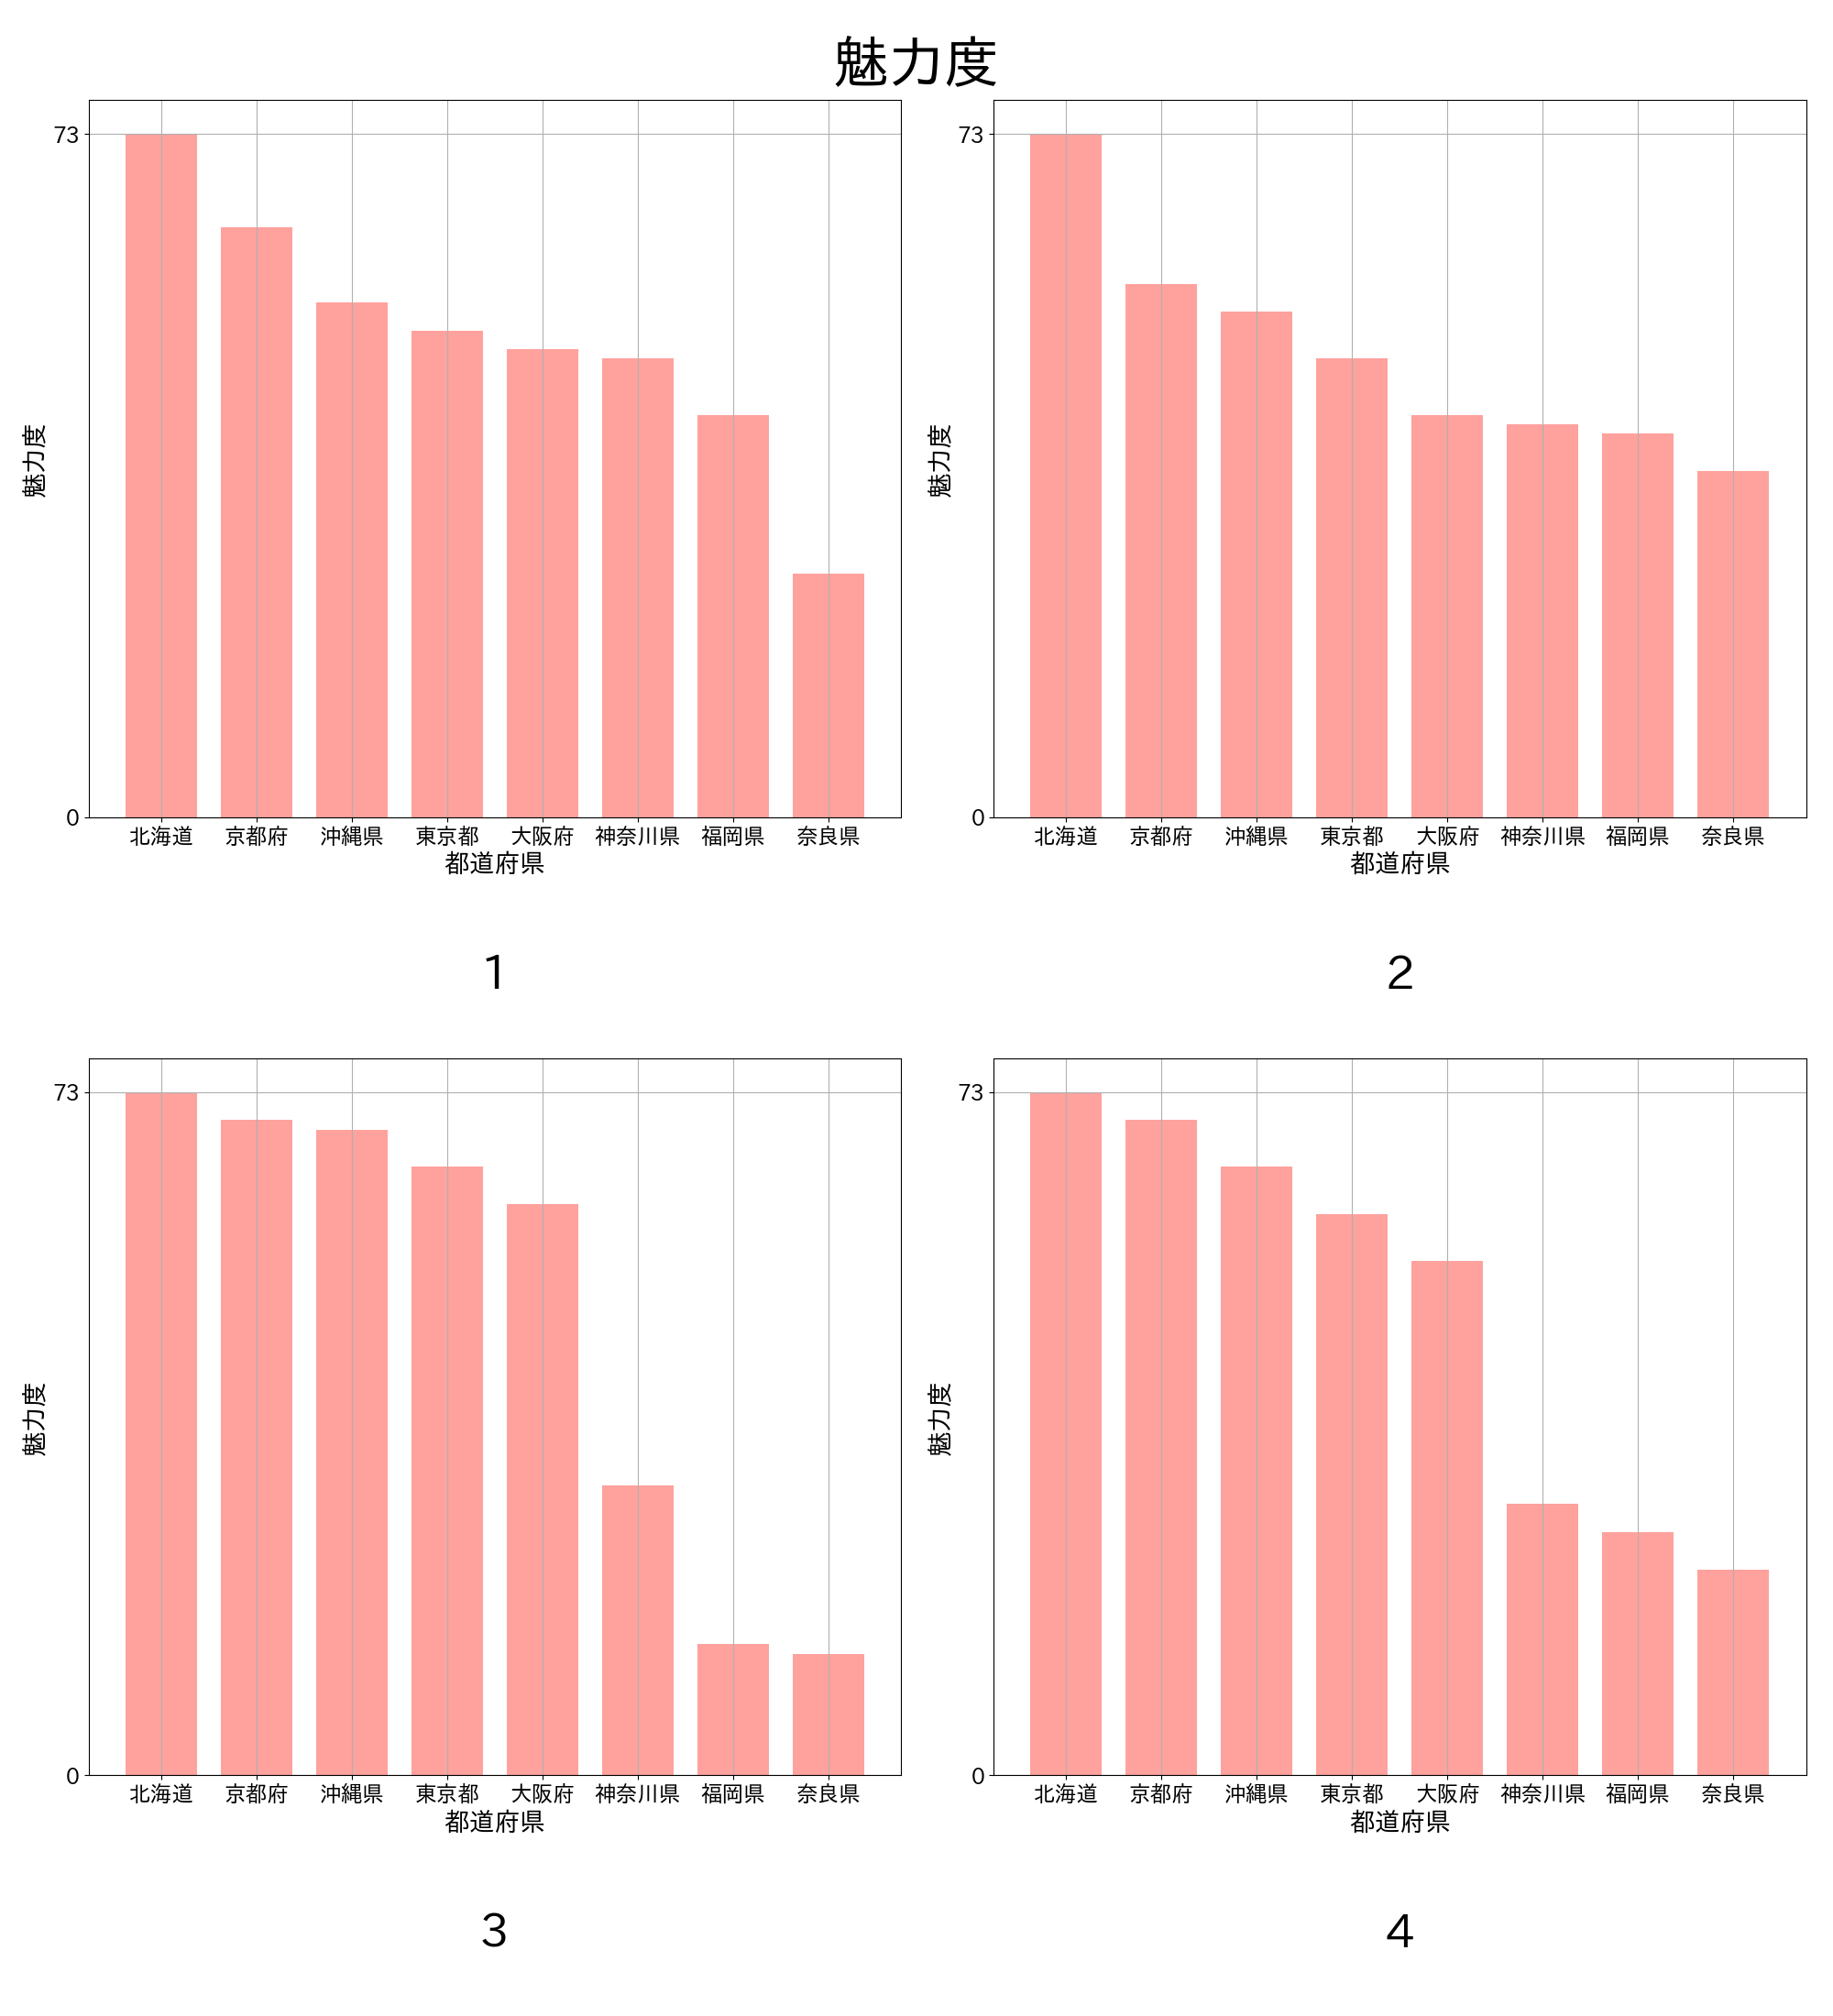 魅力度
73
0
魅力度
北海道 京都府 沖縄県 東京都 大阪府 神奈川県 福岡県 奈良県
都道府県
1
73
0
魅力度
北海道 京都府 沖縄県 東京都 大阪府 神奈川県 福岡県 奈良県
都道府県
2
73
0
魅力度
北海道 京都府 沖縄県 東京都 大阪府 神奈川県 福岡県 奈良県
都道府県
3
73
0
魅力度
北海道 京都府 沖縄県 東京都 大阪府 神奈川県 福岡県 奈良県
都道府県
4